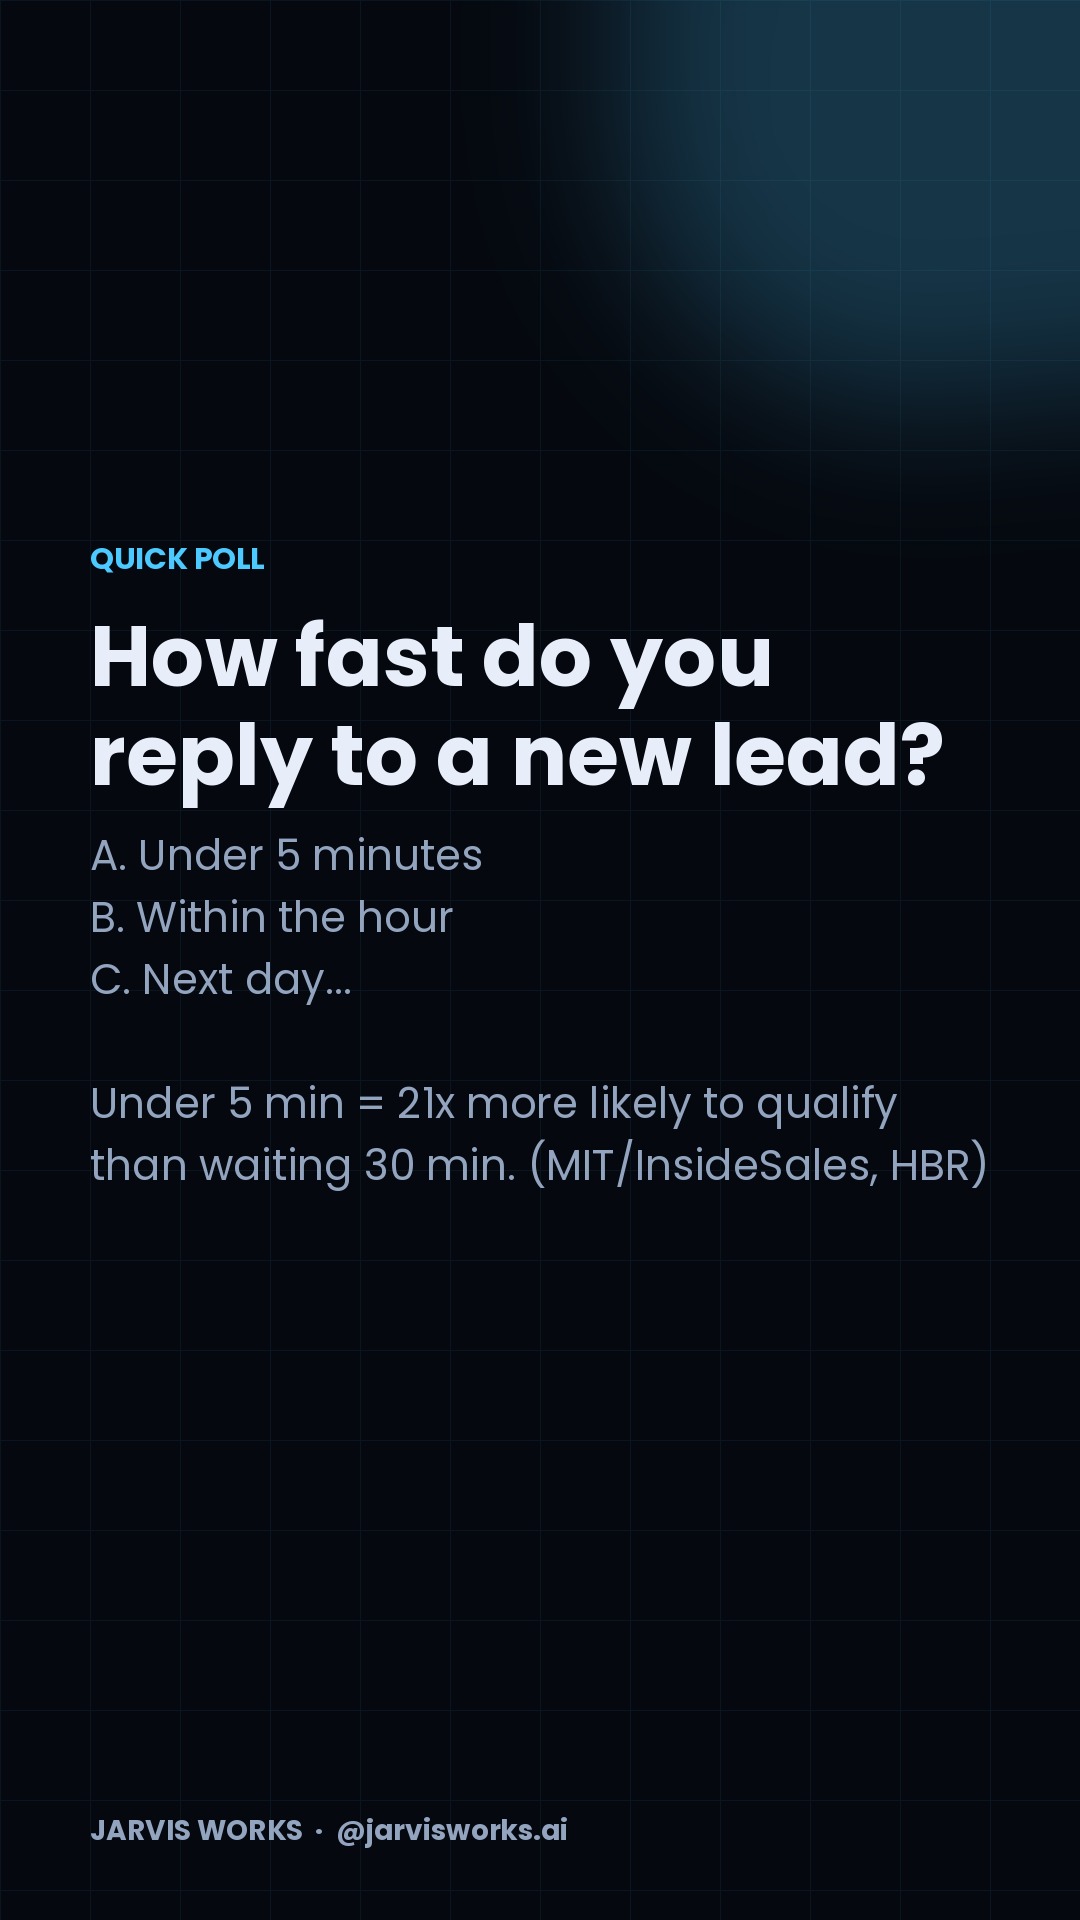 QUICK POLL
How fast do you
reply to a new lead?
A. Under 5 minutes
B. Within the hour
C. Next day...
Under 5 min = 21x more likely to qualify
than waiting 30 min. (MIT/InsideSales, HBR)
JARVIS WORKS · @jarvisworks.ai